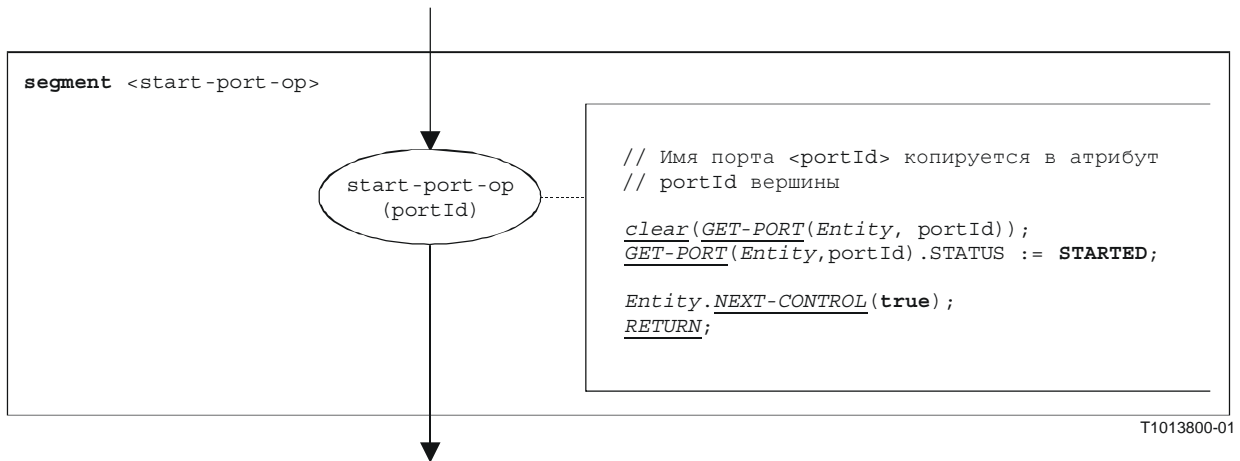 segment <start-port-op>
start-port-op
(portId)
// Имя порта <portId> копируется в атрибут
// portId вершины
clear(GET-PORT(Entity, portId));
GET-PORT(Entity,portId).STATUS := STARTED;
Entity.NEXT-CONTROL(true);
RETURN;
T1013800-01